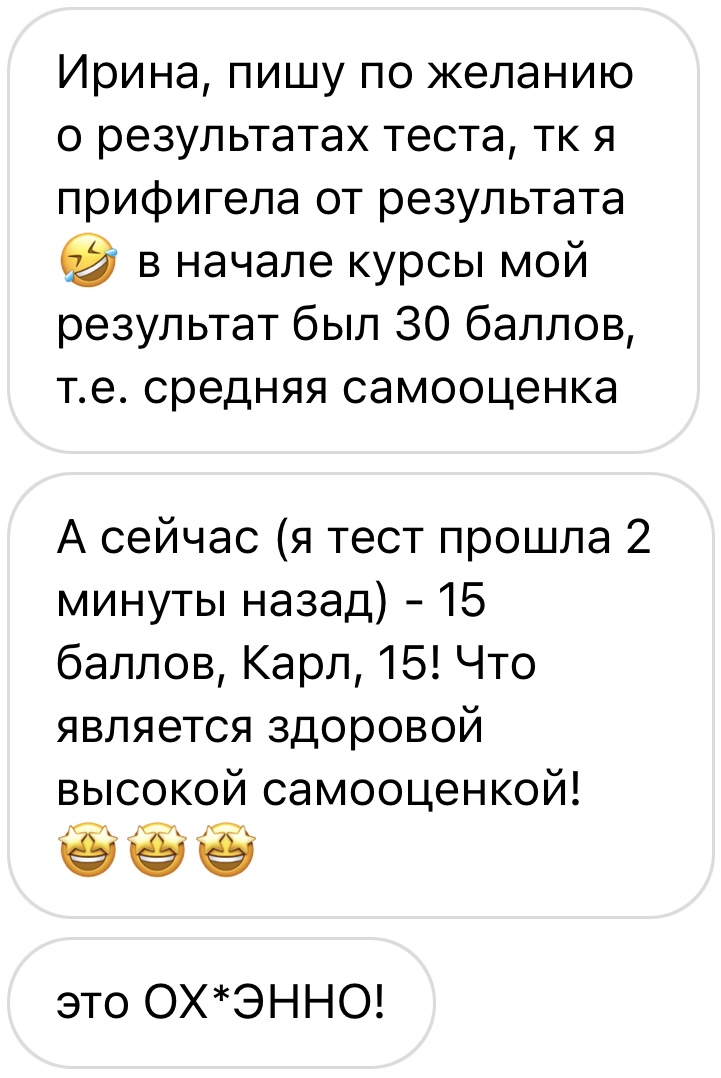 Ирина, пишу по желанию
о результатах теста, тк я
прифигела от результата
🤣 в начале курсы мой
результат был 30 баллов,
т.е. средняя самооценка
А сейчас (я тест прошла 2
минуты назад) - 15
баллов, Карл, 15! Что
является здоровой
высокой самооценкой!
🤩🤩🤩
это ОХ*ЭННО!